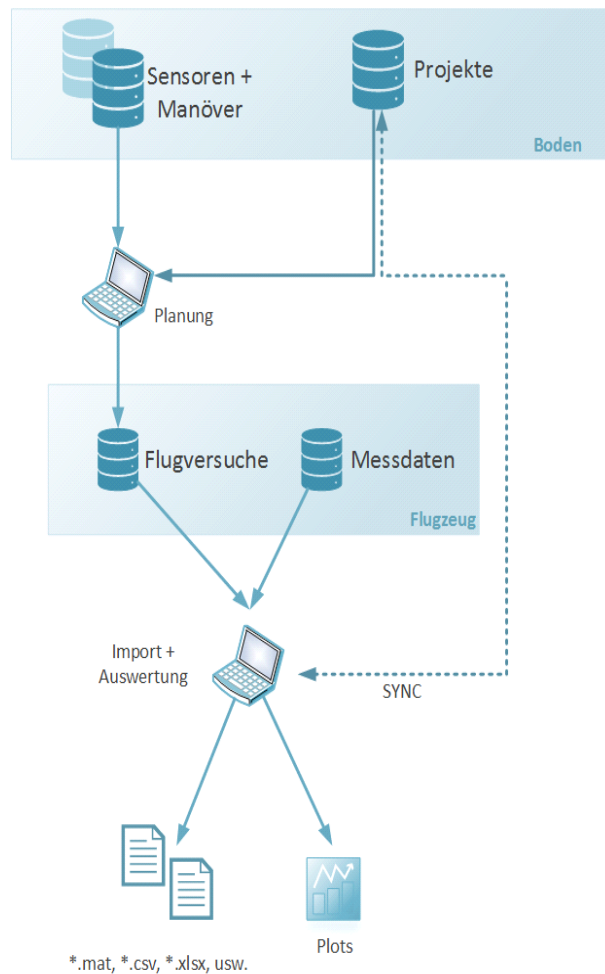 Sensoren +
Manöver
Projekte
Boden
Planung
Flugversuche
Messdaten
Flugzeug
Import +
Auswertung
SYNC
*.mat, *.csv, *.xlsx, usw.
Plots